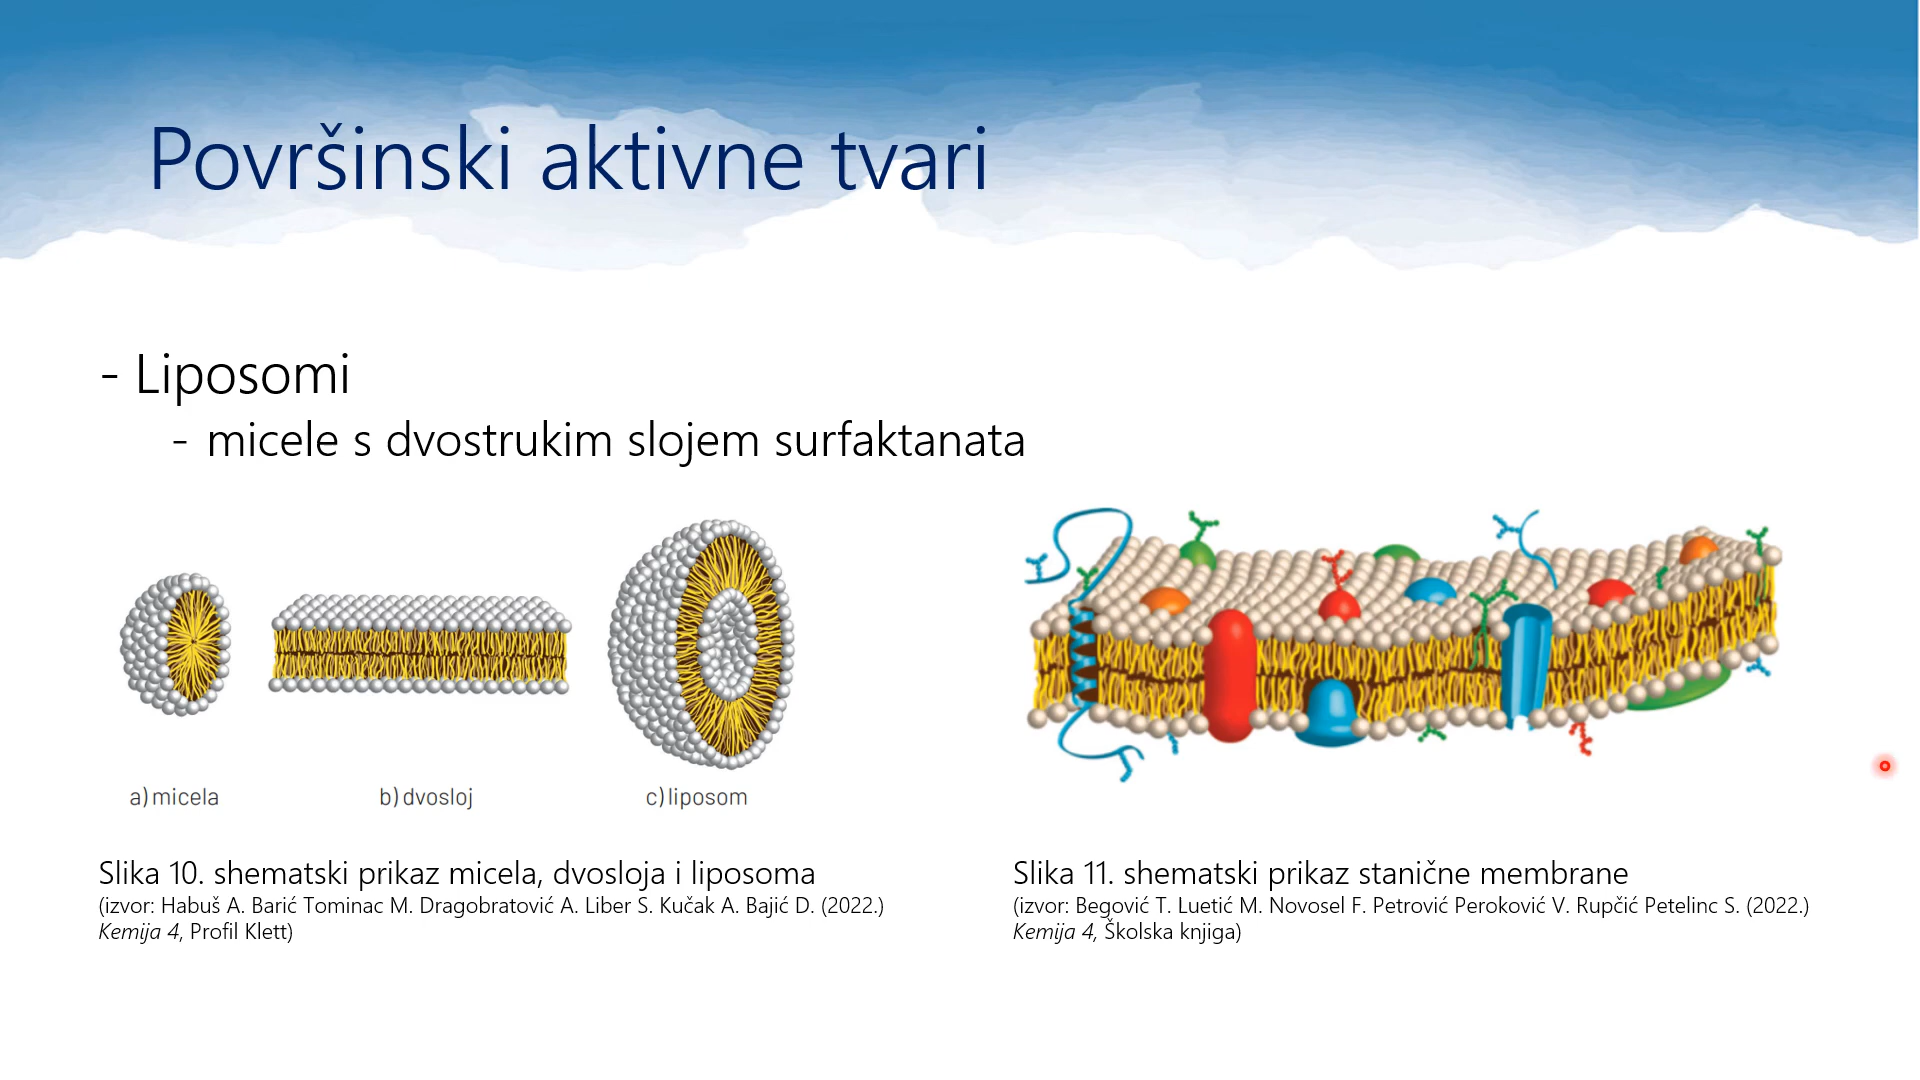 Površinski aktivne tvari
- Liposomi
- micele s dvostrukim slojem surfaktanata
a) micela
b) dvosloj
c) liposom
Slika 10. shematski prikaz micela, dvosloja i liposoma
(izvor: Habuš A. Barić Tominac M. Dragobratović A. Liber S. Kučak A. Bajić D. (2022.)
Kemija 4, Profil Klett)
Slika 11. shematski prikaz stanične membrane
(izvor: Begović T. Luetić M. Novosel F. Petrović Peroković V. Rupčić Petelinc S. (2022.)
Kemija 4, Školska knjiga)